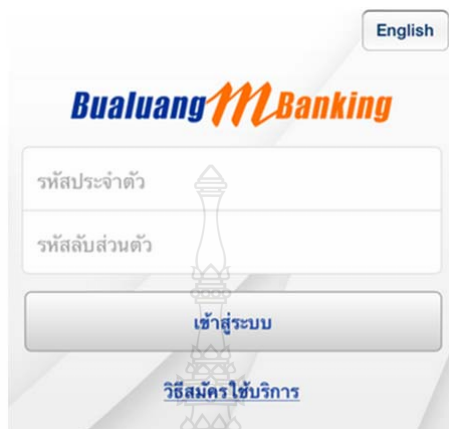 English
Bualuang mBanking
รหัสประจำตัว
รหัสลับส่วนตัว
เข้าสู่ระบบ
วิธีสมัครใช้บริการ